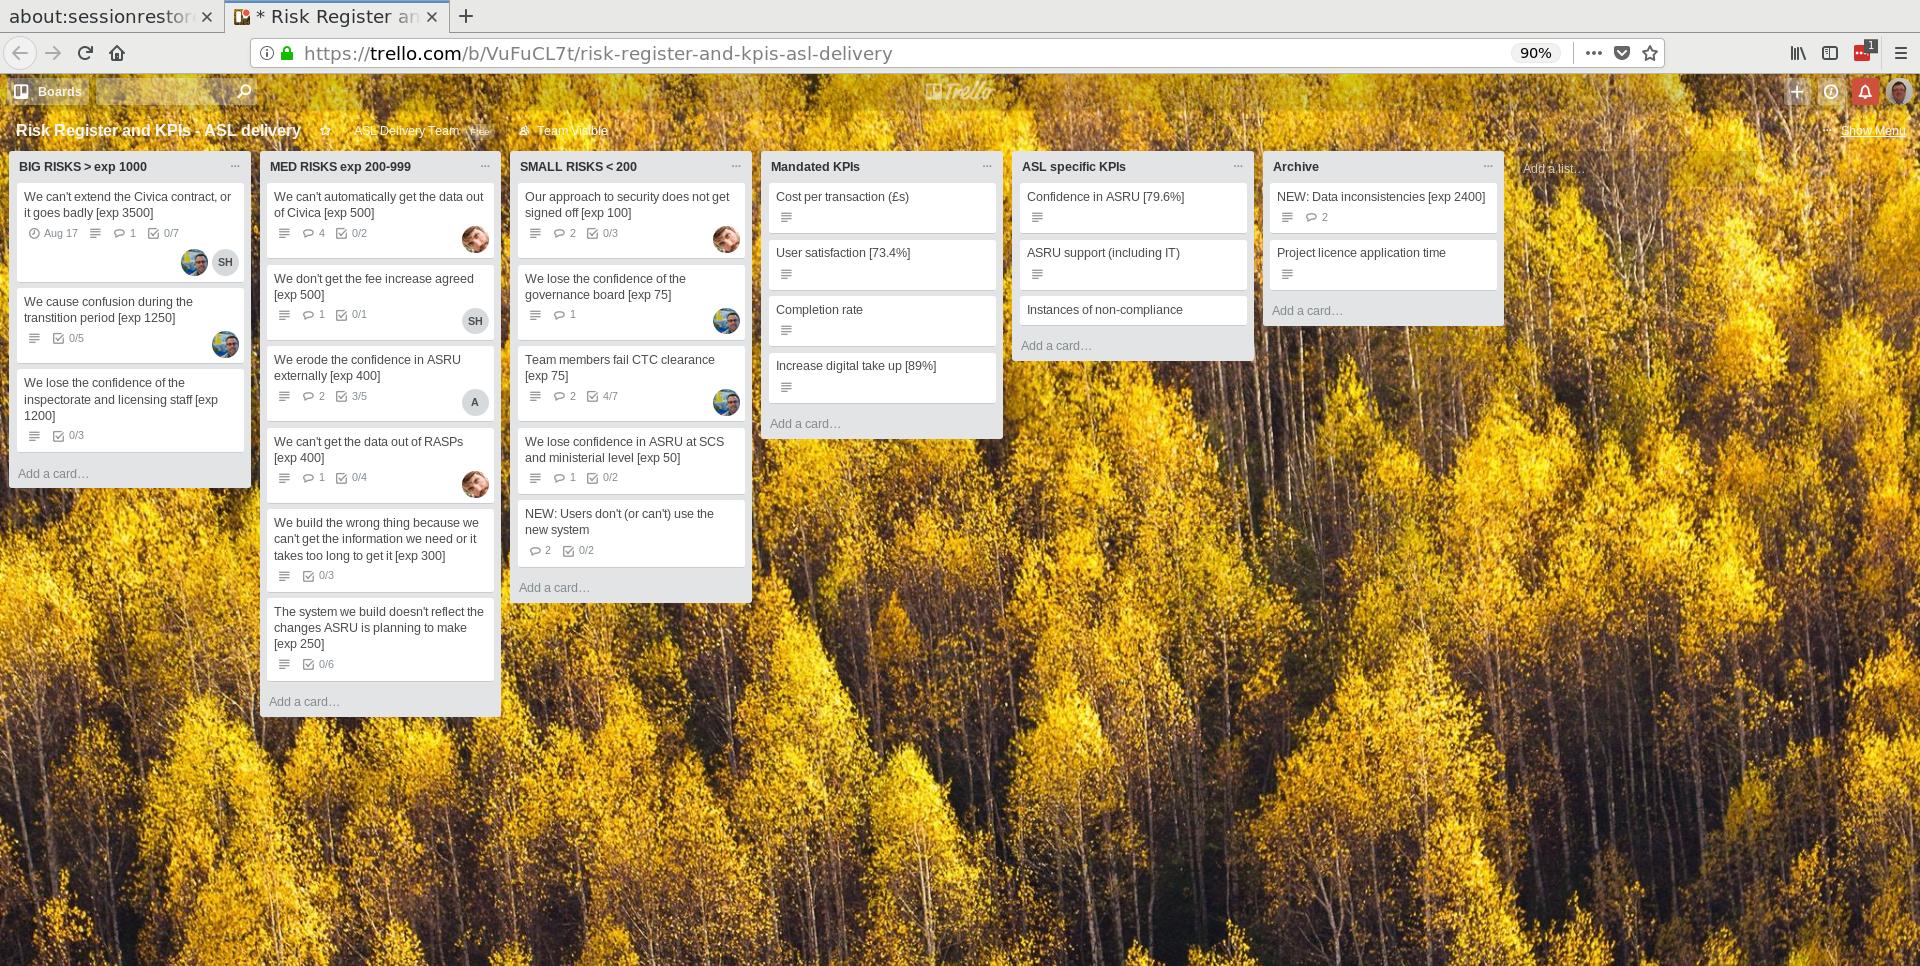 about:sessionrestor
* Risk Register an
https://trello.com/b/VuFuCL7t/risk-register-and-kpis-asl-delivery
90%
1
Boards
Trello
Risk Register and KPIs - ASL delivery
ASL Delivery Team
Free
Team Visible
... Show Menu
BIG RISKS > exp 1000
We can't extend the Civica contract, or
it goes badly [exp 3500]
Aug 17
1
0/7
SH
We cause confusion during the
transtition period [exp 1250]
0/5
We lose the confidence of the
inspectorate and licensing staff [exp
1200]
0/3
Add a card…
MED RISKS exp 200-999
We can't automatically get the data out
of Civica [exp 500]
4
0/2
We don't get the fee increase agreed
[exp 500]
1
0/1
SH
We erode the confidence in ASRU
externally [exp 400]
2
3/5
A
We can't get the data out of RASPs
[exp 400]
1
0/4
We build the wrong thing because we
can't get the information we need or it
takes too long to get it [exp 300]
0/3
The system we build doesn't reflect the
changes ASRU is planning to make
[exp 250]
0/6
Add a card…
SMALL RISKS < 200
Our approach to security does not get
signed off [exp 100]
2
0/3
We lose the confidence of the
governance board [exp 75]
1
Team members fail CTC clearance
[exp 75]
2
4/7
We lose confidence in ASRU at SCS
and ministerial level [exp 50]
1
0/2
NEW: Users don't (or can't) use the
new system
2
0/2
Add a card…
Mandated KPIs
Cost per transaction (£s)
User satisfaction [73.4%]
Completion rate
Increase digital take up [89%]
Add a card…
ASL specific KPIs
Confidence in ASRU [79.6%]
ASRU support (including IT)
Instances of non-compliance
Add a card…
Archive
NEW: Data inconsistencies [exp 2400]
2
Project licence application time
Add a card…
Add a list…